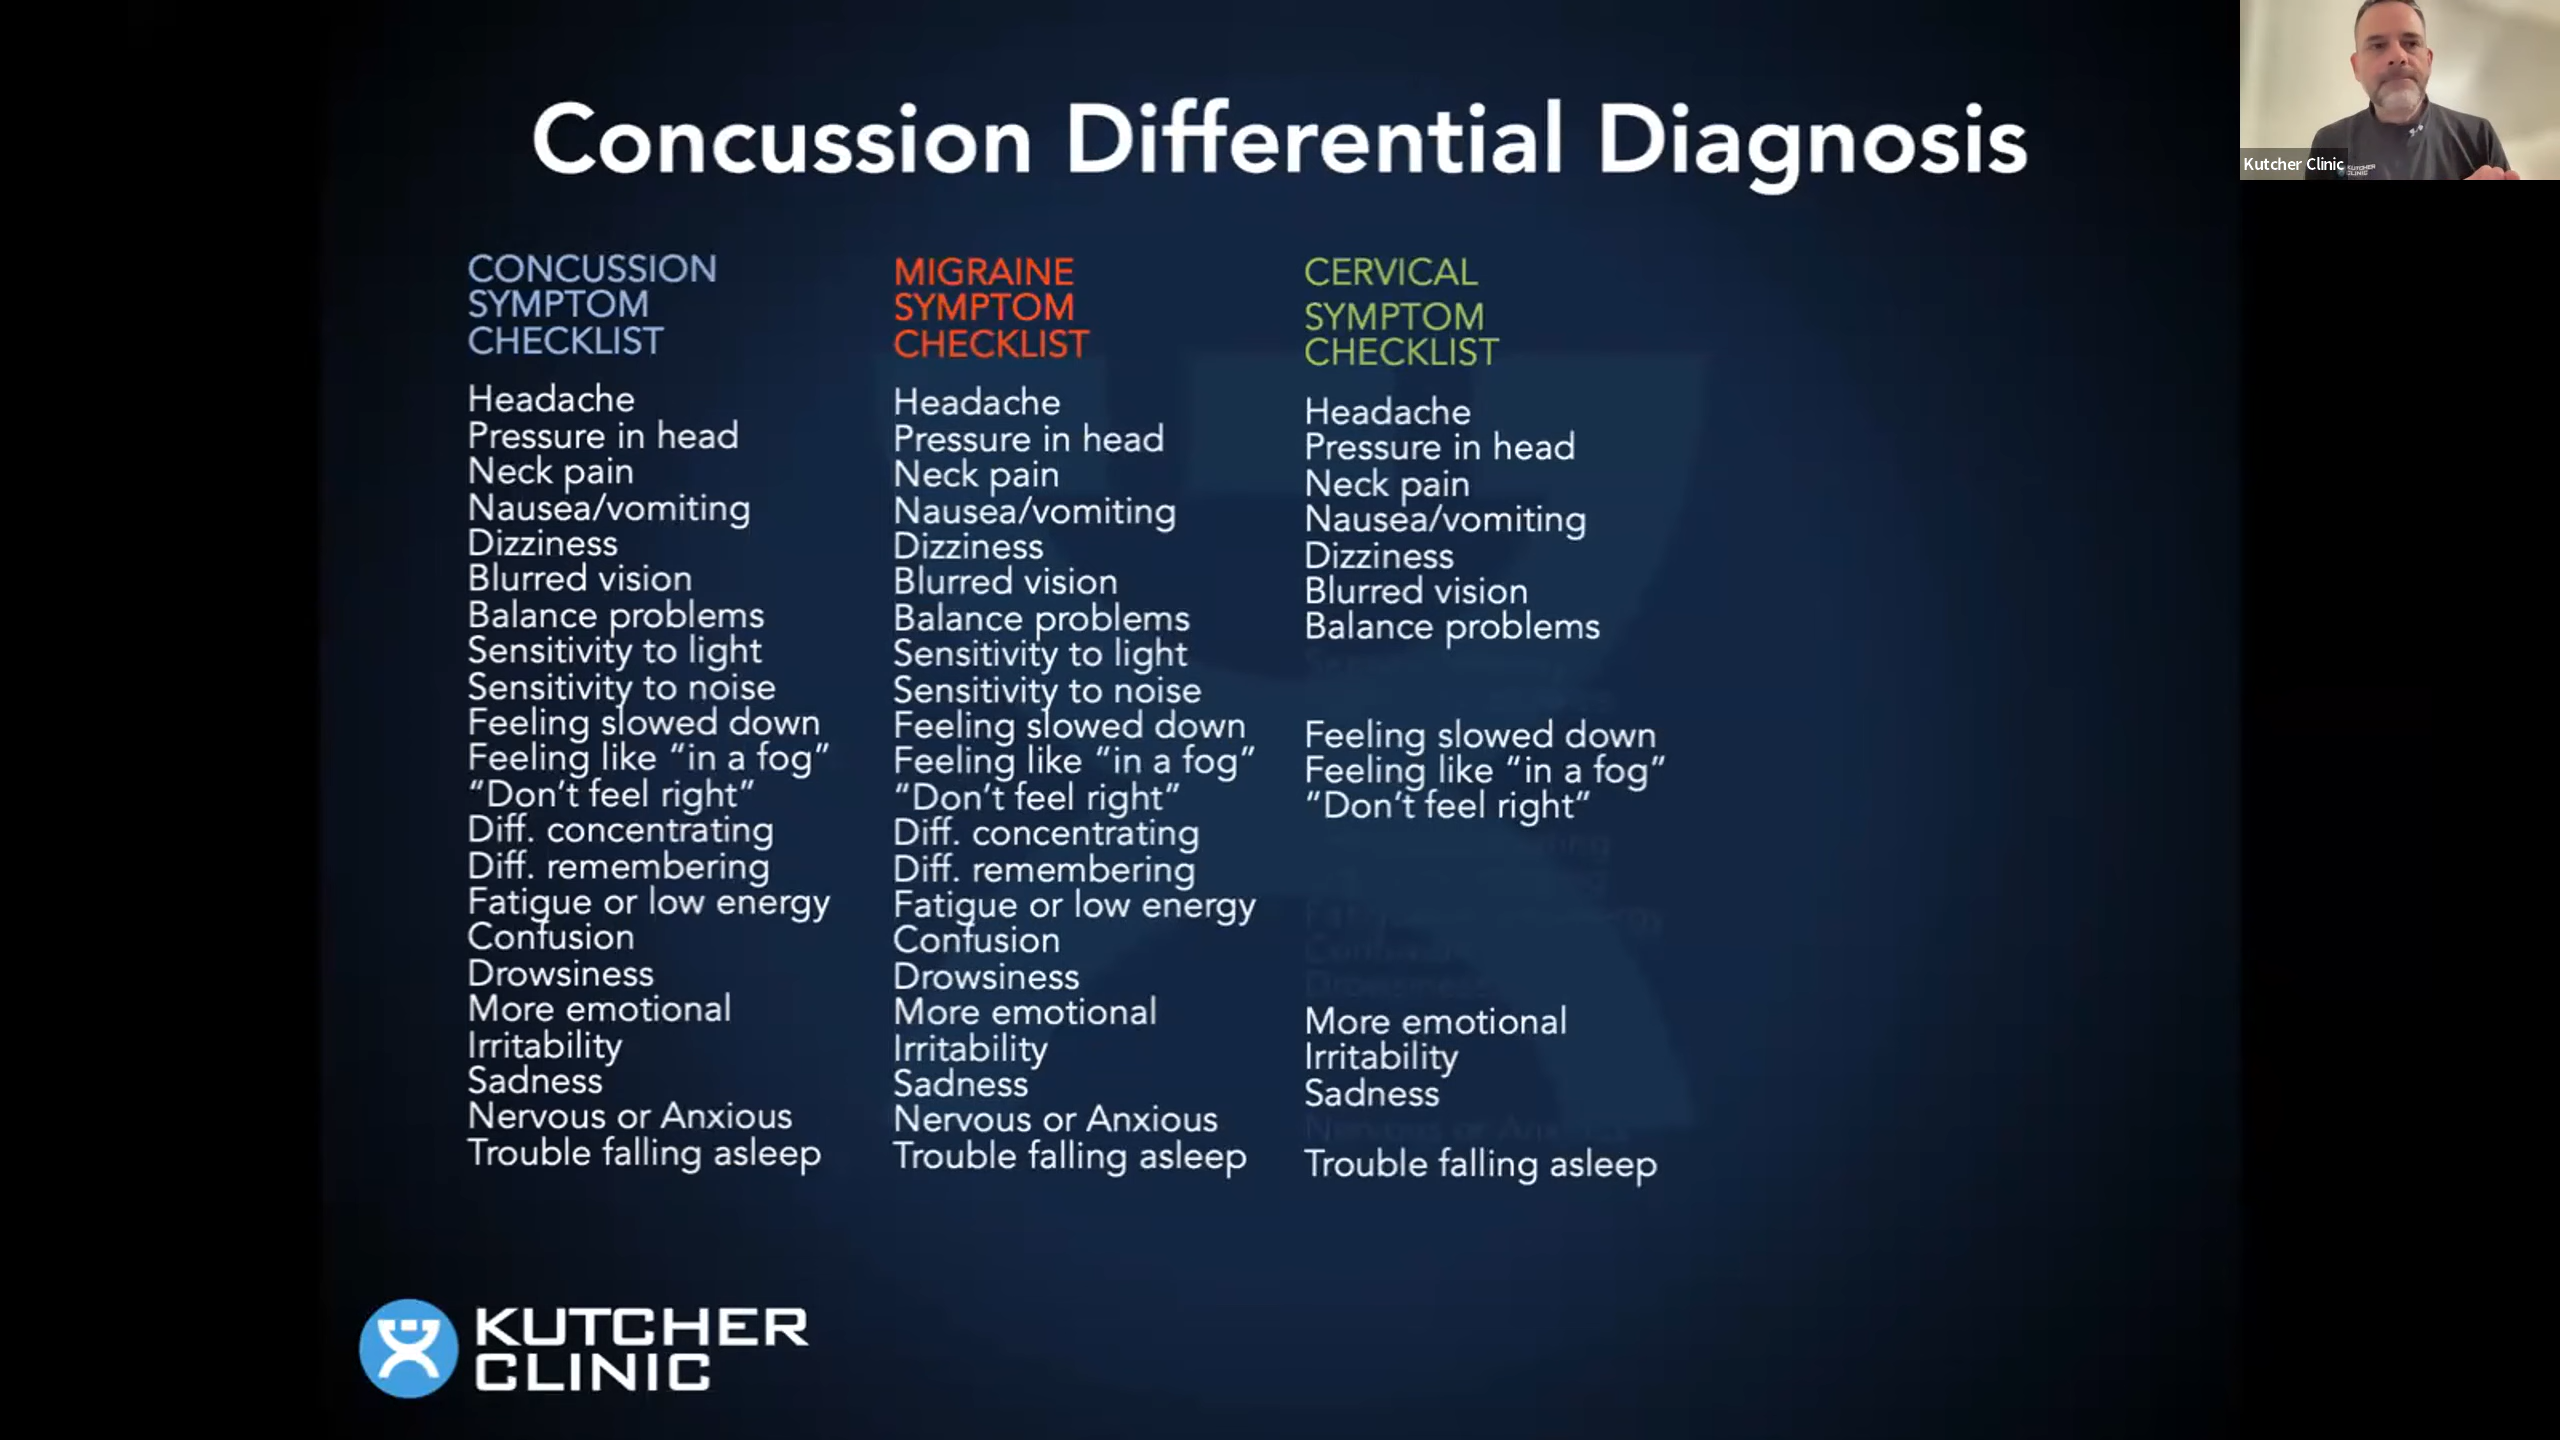 Concussion Differential Diagnosis
Kutcher Clinic
KUTCHER
CLINIC
CONCUSSION
SYMPTOM
CHECKLIST
Headache
Pressure in head
Neck pain
Nausea/vomiting
Dizziness
Blurred vision
Balance problems
Sensitivity to light
Sensitivity to noise
Feeling slowed down
Feeling like “in a fog”
“Don’t feel right”
Diff. concentrating
Diff. remembering
Fatigue or low energy
Confusion
Drowsiness
More emotional
Irritability
Sadness
Nervous or Anxious
Trouble falling asleep
MIGRAINE
SYMPTOM
CHECKLIST
Headache
Pressure in head
Neck pain
Nausea/vomiting
Dizziness
Blurred vision
Balance problems
Sensitivity to light
Sensitivity to noise
Feeling slowed down
Feeling like “in a fog”
“Don’t feel right”
Diff. concentrating
Diff. remembering
Fatigue or low energy
Confusion
Drowsiness
More emotional
Irritability
Sadness
Nervous or Anxious
Trouble falling asleep
CERVICAL
SYMPTOM
CHECKLIST
Headache
Pressure in head
Neck pain
Nausea/vomiting
Dizziness
Blurred vision
Balance problems
Feeling slowed down
Feeling like “in a fog”
“Don’t feel right”
More emotional
Irritability
Sadness
Trouble falling asleep
KUTCHER
CLINIC